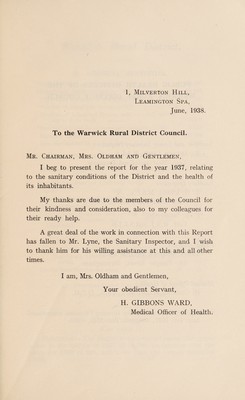 1, Milverton Hill,
Leamington Spa,
June, 1938.
To the Warwick Rural District Council.
Mr. Chairman, Mrs. Oldham and Gentlemen,
I beg to present the report for the year 1937, relating
to the sanitary conditions of the District and the health of
its inhabitants.
My thanks are due to the members of the Council for
their kindness and consideration, also to my colleagues for
their ready help.
A great deal of the work in connection with this Report
has fallen to Mr. Lyne, the Sanitary Inspector, and I wish
to thank him for his willing assistance at this and all other
times.
I am, Mrs. Oldham and Gentlemen,
Your obedient Servant,
H. GIBBONS WARD,
Medical Officer of Health.